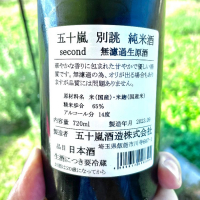 五十嵐 別誂 純米酒
second 無濾過生原酒
華やかな香りに包まれた甘やかで優しい味
です。無濾過の為、オリが出る場合もあり
ますが品質には問題ありません。
原材料名 米(国産)・米麹(国産米)
精米歩合 65%
アルコール分 14度
内容量 720ml 製造年月
製造者 五十嵐酒造株式会社
品目 日本酒
埼玉県飯能市
生酒につき要冷蔵